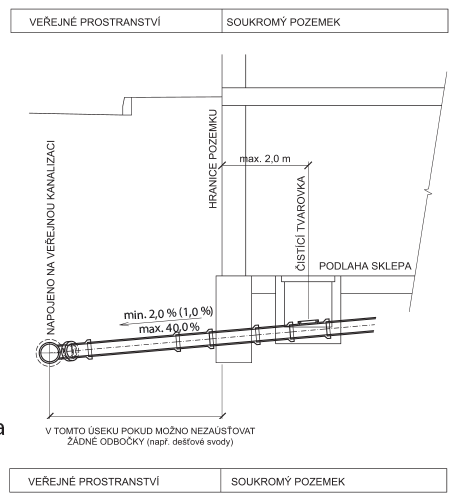 VEŘEJNÉ PROSTRANSTVÍ
SOUKROMÝ POZEMEK
NAPOJENO NA VEŘEJNOU KANALIZACI
HRANICE POZEMKU
max. 2,0 m
ČISTÍCÍ TVAROVKA
PODLAHA SKLEPA
min. 2,0 % (1,0 %)
max. 40,0 %
a
V TOMTO ÚSEKU POKUD MOŽNO NEZAÚSŤOVAT
ŽÁDNÉ ODBOČKY (např. dešťové svody)
VEŘEJNÉ PROSTRANSTVÍ
SOUKROMÝ POZEMEK